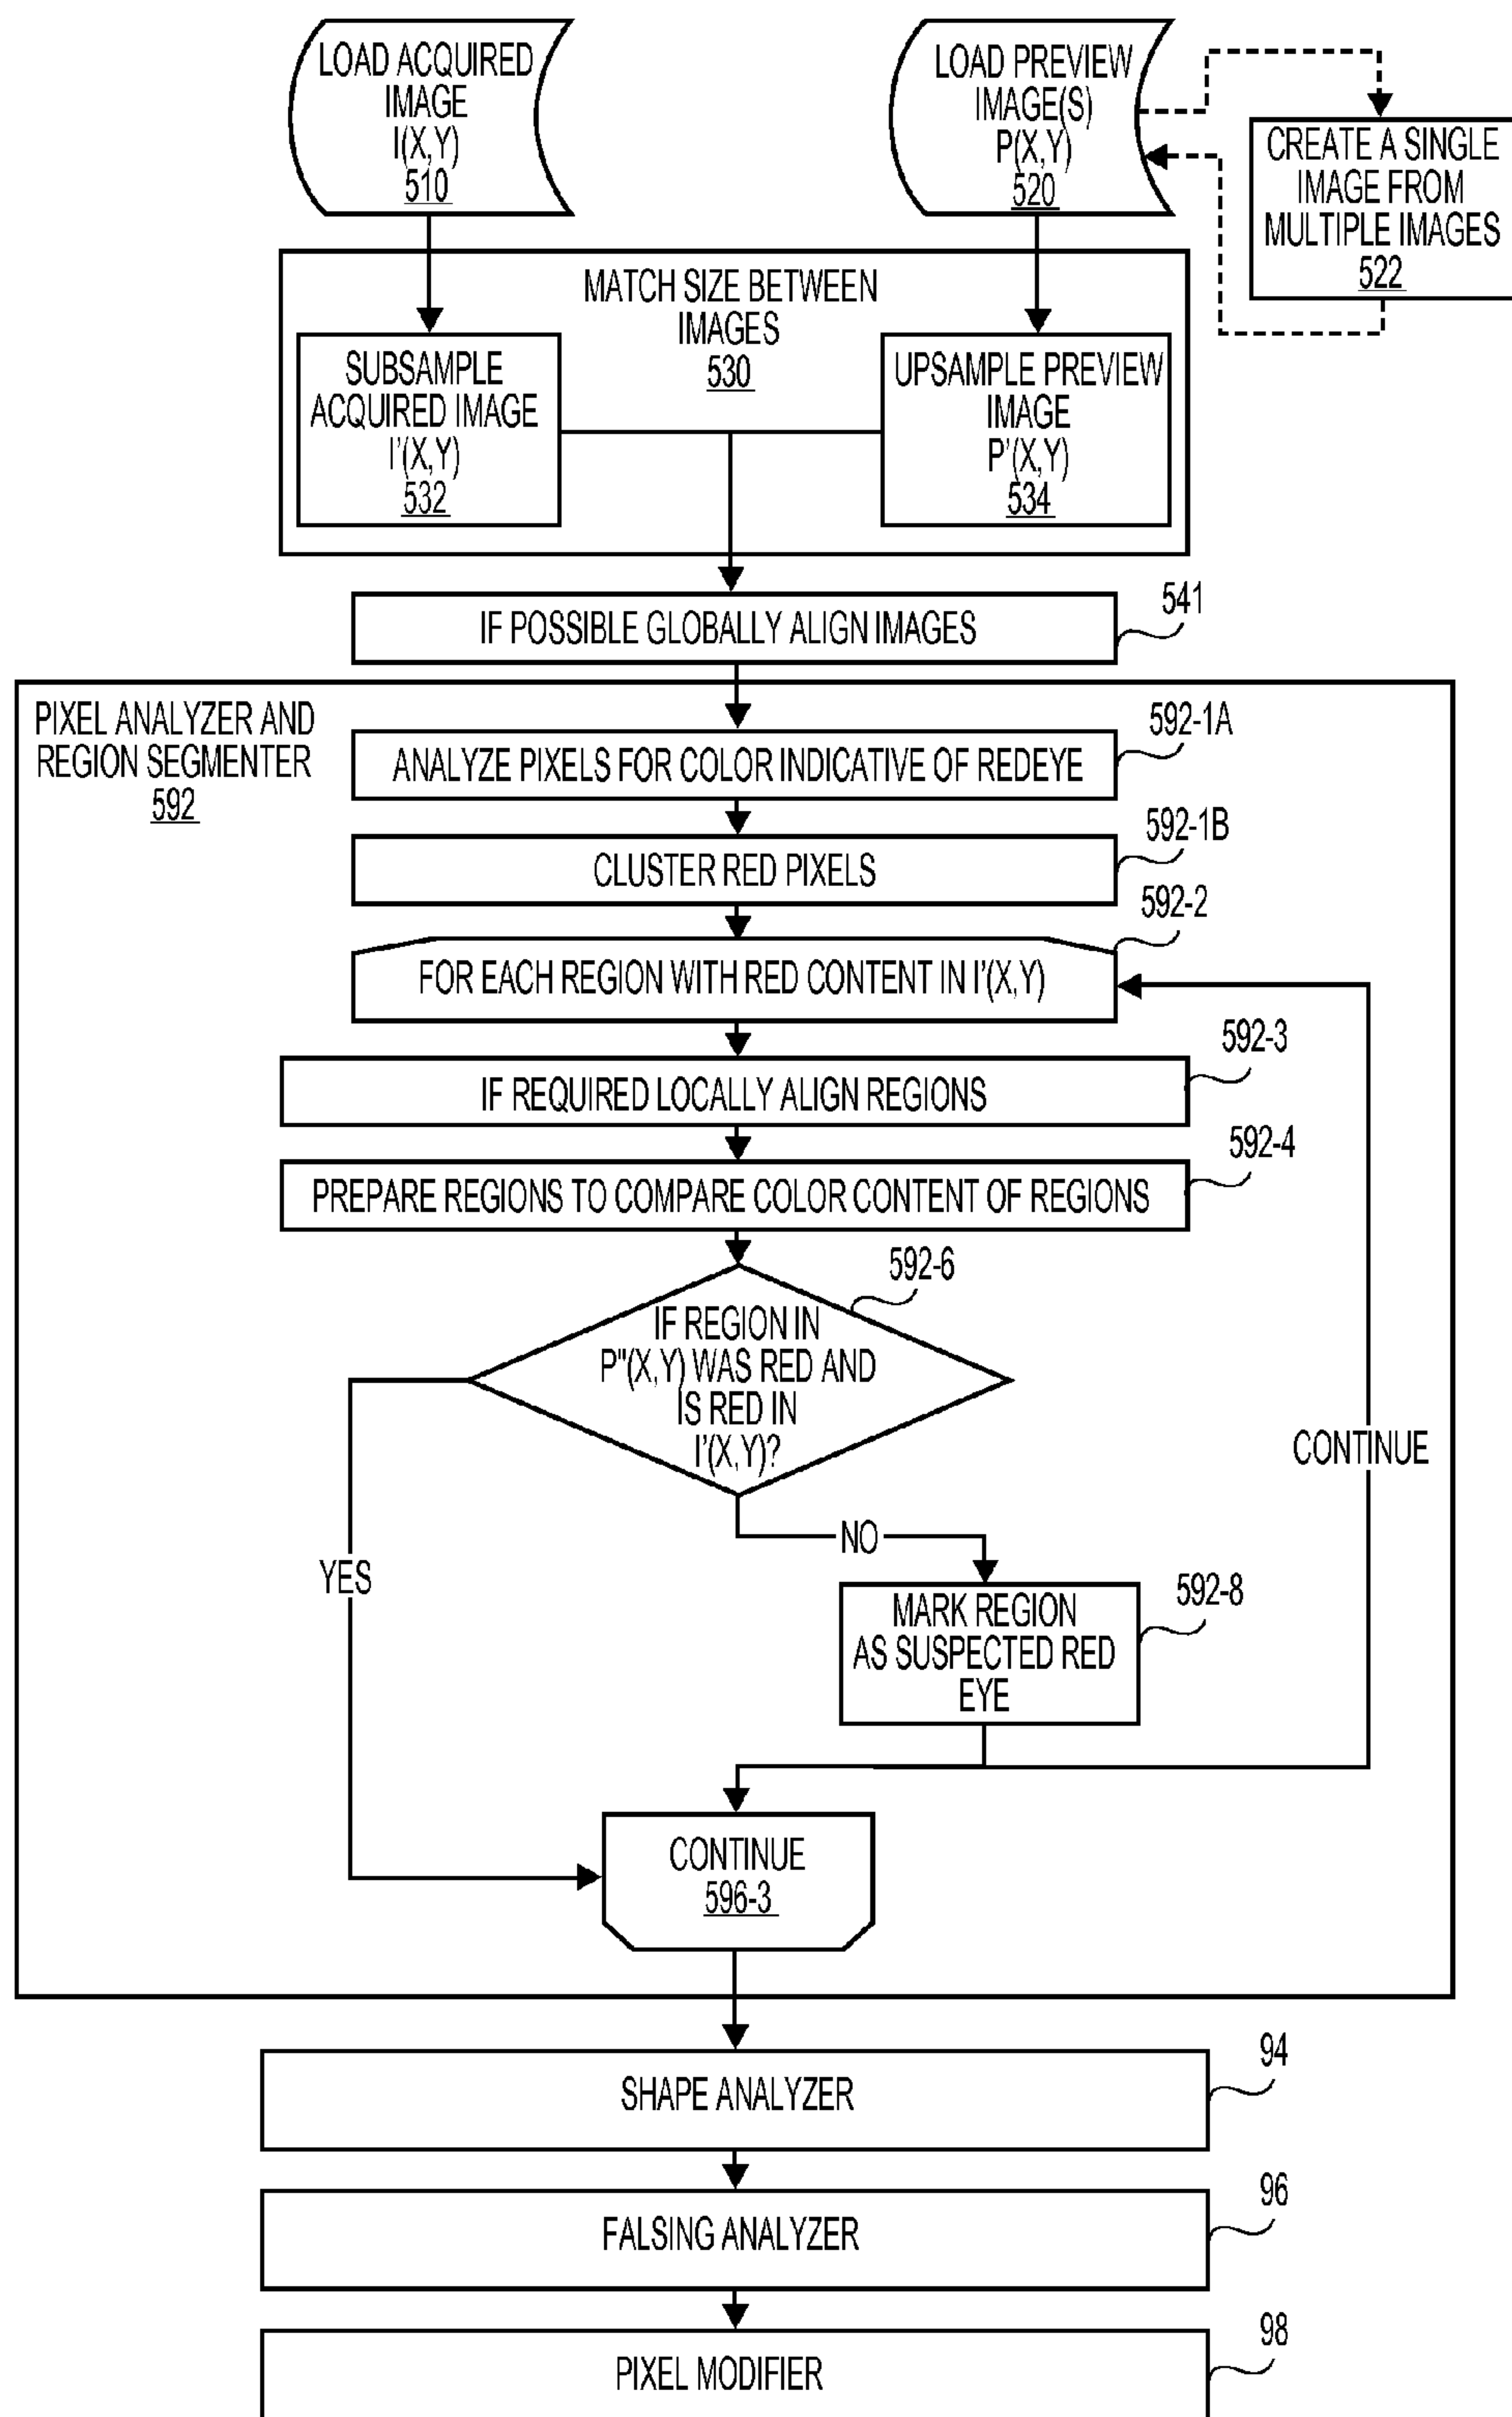 LOAD ACQUIRED
IMAGE
I(X,Y)
510
LOAD PREVIEW
IMAGE(S)
P(X,Y)
520
CREATE A SINGLE
IMAGE FROM
MULTIPLE IMAGES
522
MATCH SIZE BETWEEN
IMAGES
530
SUBSAMPLE
ACQUIRED IMAGE
I'(X,Y)
532
UPSAMPLE PREVIEW
IMAGE
P'(X,Y)
534
IF POSSIBLE GLOBALLY ALIGN IMAGES
541
PIXEL ANALYZER AND
REGION SEGMENTER
592
ANALYZE PIXELS FOR COLOR INDICATIVE OF REDEYE
592-1A
CLUSTER RED PIXELS
592-1B
FOR EACH REGION WITH RED CONTENT IN I'(X,Y)
592-2
IF REQUIRED LOCALLY ALIGN REGIONS
592-3
PREPARE REGIONS TO COMPARE COLOR CONTENT OF REGIONS
592-4
IF REGION IN
P"(X,Y) WAS RED AND
IS RED IN
I'(X,Y)?
592-6
CONTINUE
NO
YES
MARK REGION
AS SUSPECTED RED
EYE
592-8
CONTINUE
596-3
SHAPE ANALYZER
94
FALSING ANALYZER
96
PIXEL MODIFIER
98